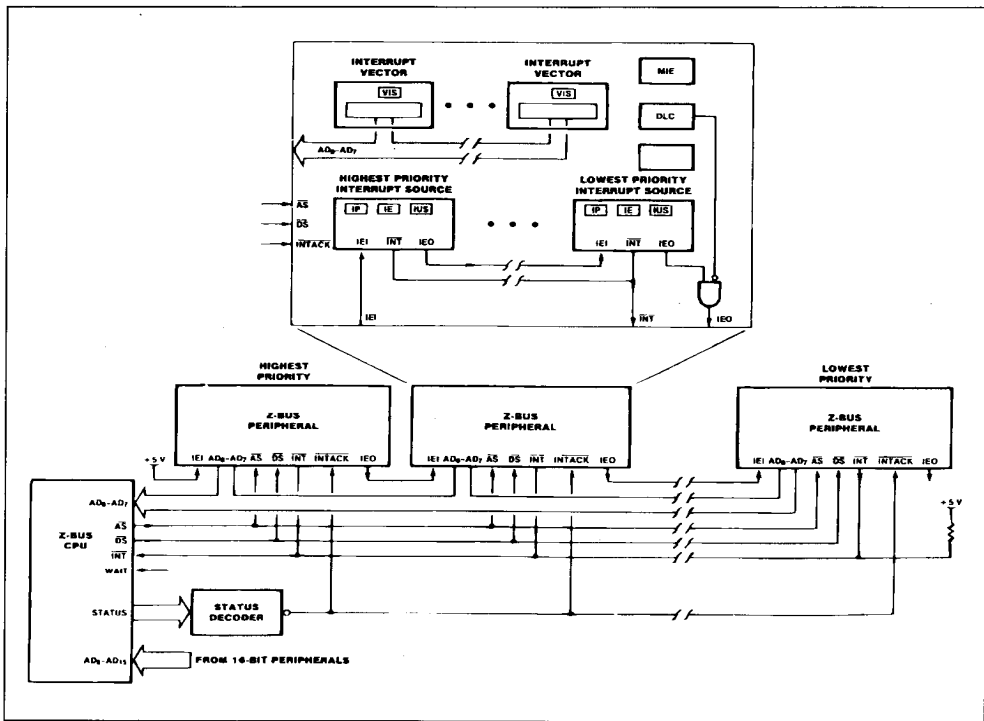 INTERRUPT
VECTOR
VIS
INTERRUPT
VECTOR
VIS
MIE
DLC
AD₀-AD₇
HIGHEST PRIORITY
INTERRUPT SOURCE
IP IE IUS
IEI INT IEO
LOWEST PRIORITY
INTERRUPT SOURCE
IP IE IUS
IEI INT IEO
AS
DS
INTACK
IEI
INT
IEO
HIGHEST
PRIORITY
LOWEST
PRIORITY
Z-BUS
PERIPHERAL
IEI AD₀-AD₇ AS DS INT INTACK IEO
Z-BUS
PERIPHERAL
IEI AD₀-AD₇ AS DS INT INTACK IEO
Z-BUS
PERIPHERAL
IEI AD₀-AD₇ AS DS INT INTACK IEO
+5 V
+5 V
Z-BUS
CPU
AD₀-AD₇
AS
DS
INT
WAIT
STATUS
AD₈-AD₁₅
STATUS
DECODER
FROM 16-BIT PERIPHERALS